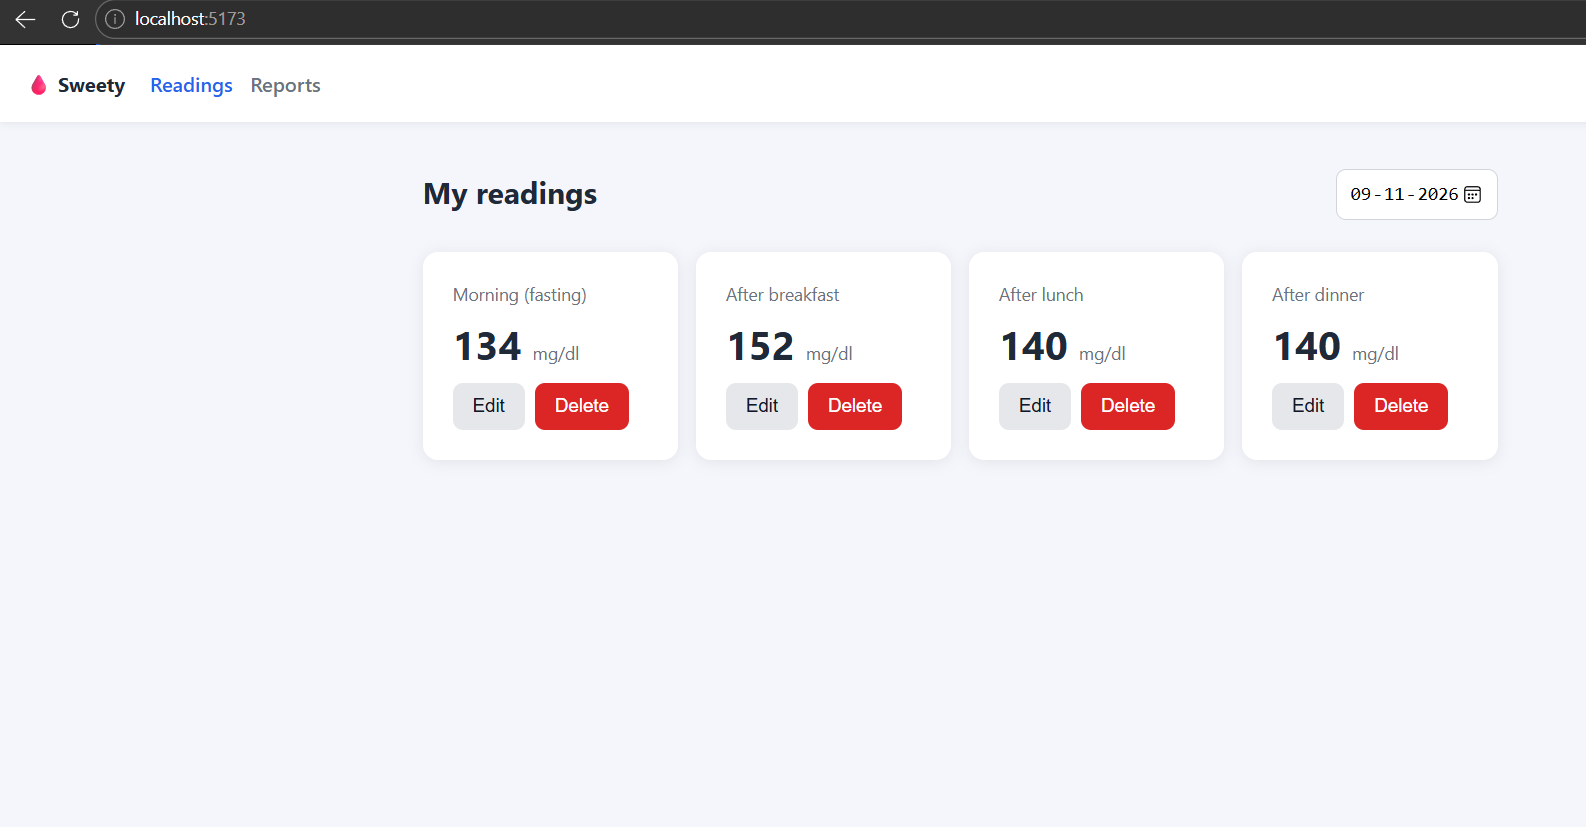 localhost:5173
Sweety Readings Reports
My readings 09-11-2026
Morning (fasting) After breakfast After lunch After dinner
134 mg/dl 152 mg/dl 140 mg/dl 140 mg/dl
Edit Delete Edit Delete Edit Delete Edit Delete